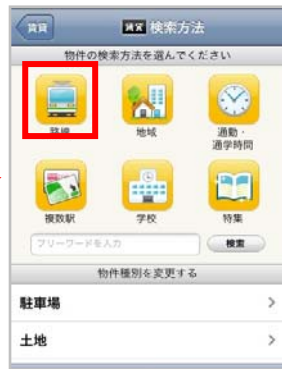 賃貸
賃貸 検索方法
物件の検索方法を選んでください
路線
地域
通勤・
通学時間
複数駅
学校
特集
フリーワードを入力
検索
物件種別を変更する
駐車場
土地